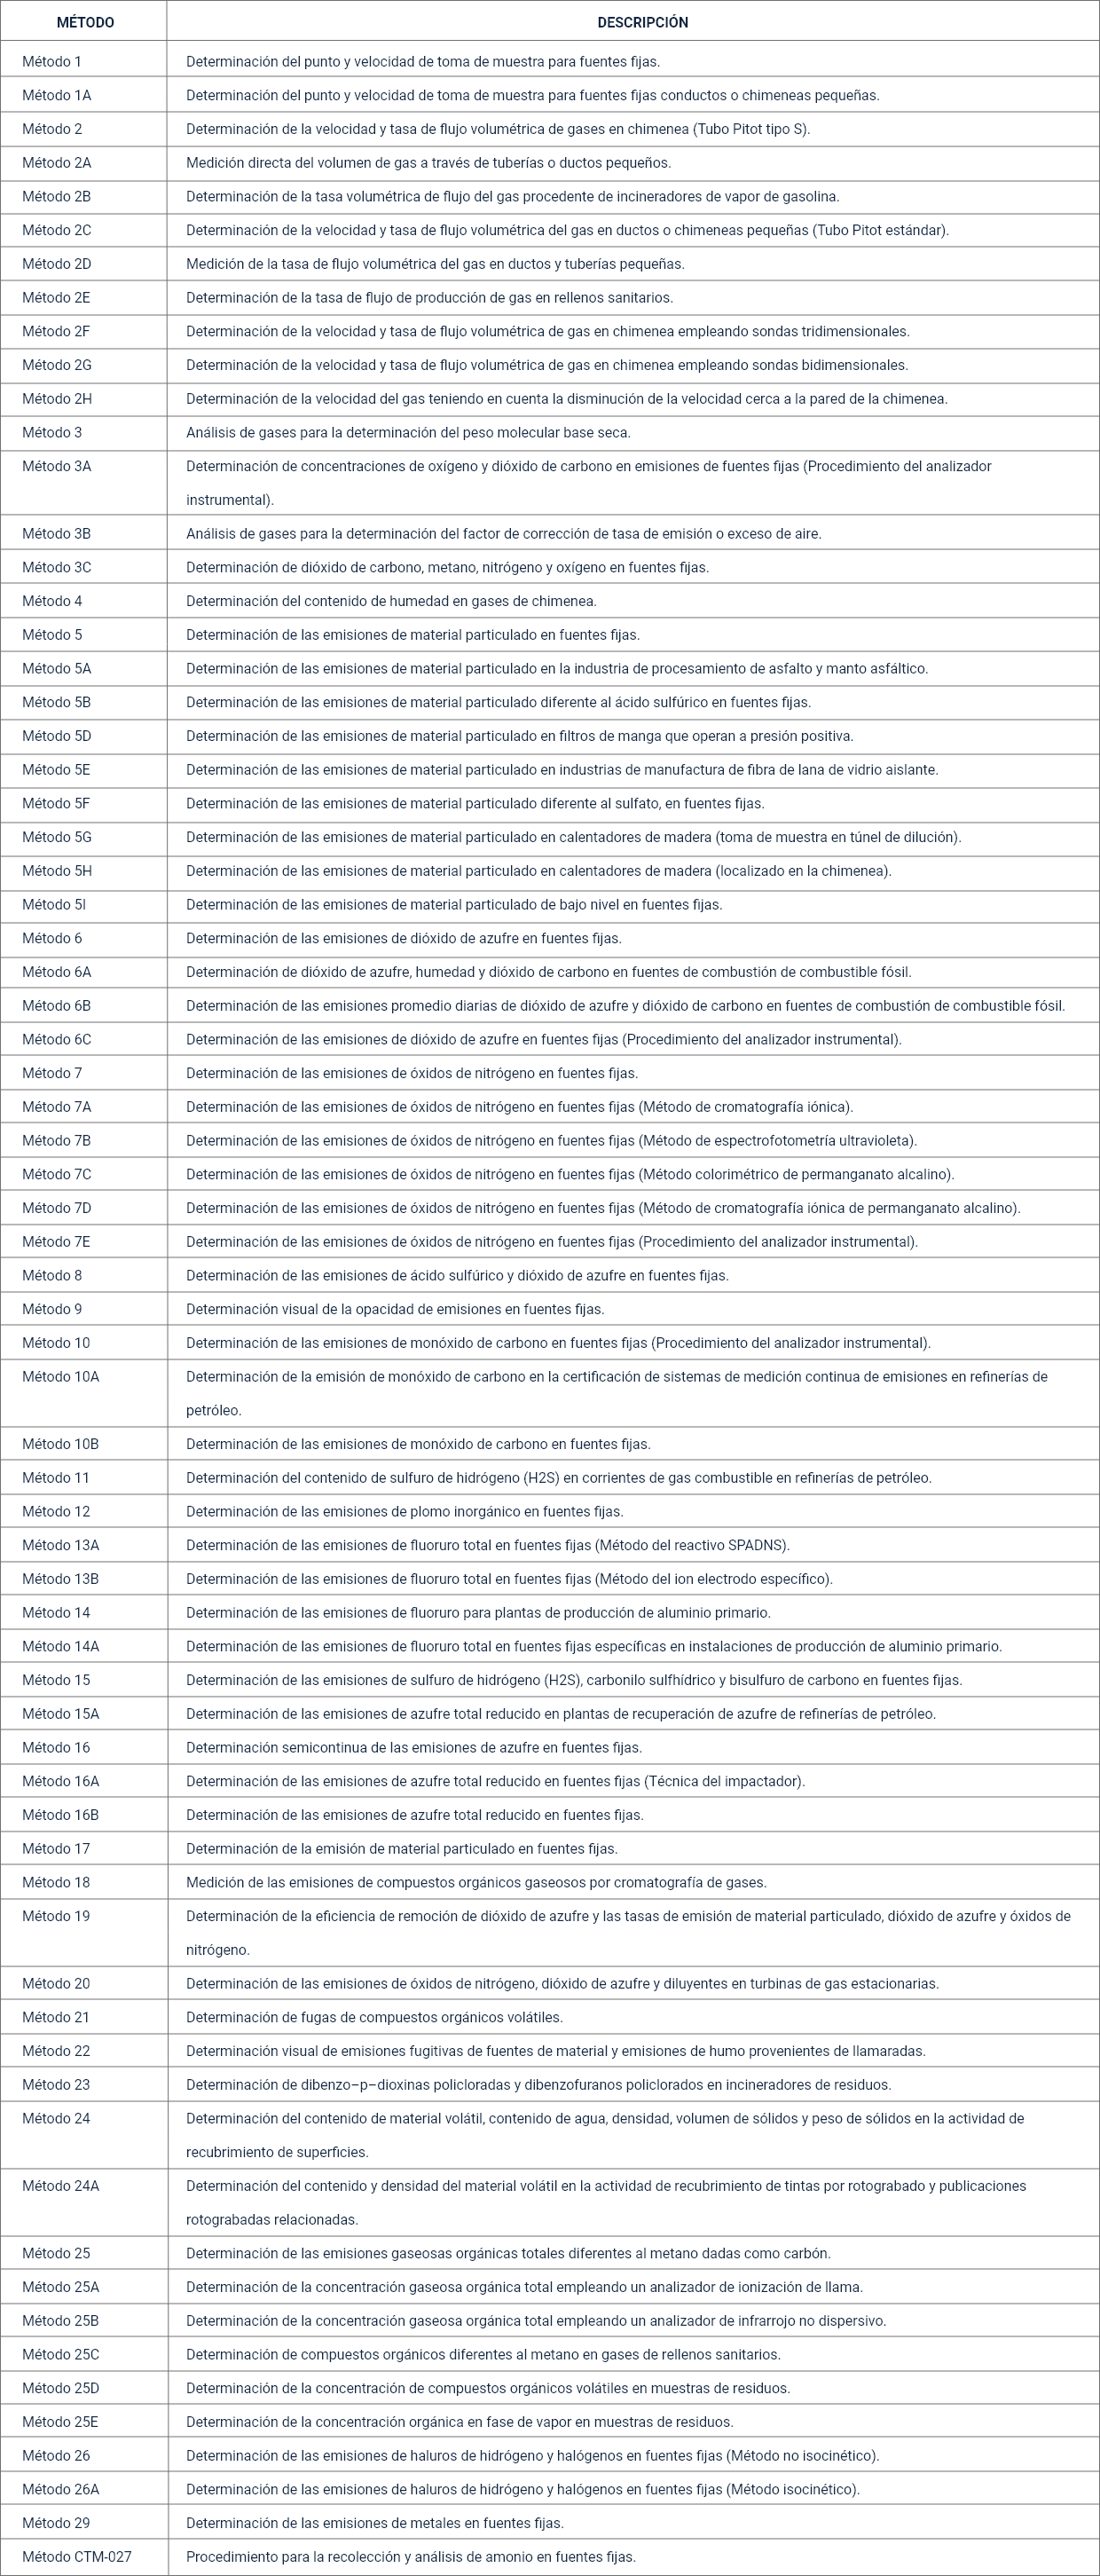 MÉTODO DESCRIPCIÓN
Método 1 Determinación del punto y velocidad de toma de muestra para fuentes fijas.
Método 1A Determinación del punto y velocidad de toma de muestra para fuentes fijas conductos o chimeneas pequeñas.
Método 2 Determinación de la velocidad y tasa de flujo volumétrica de gases en chimenea (Tubo Pitot tipo S).
Método 2A Medición directa del volumen de gas a través de tuberías o ductos pequeños.
Método 2B Determinación de la tasa volumétrica de flujo del gas procedente de incineradores de vapor de gasolina.
Método 2C Determinación de la velocidad y tasa de flujo volumétrica del gas en ductos o chimeneas pequeñas (Tubo Pitot estándar).
Método 2D Medición de la tasa de flujo volumétrica del gas en ductos y tuberías pequeñas.
Método 2E Determinación de la tasa de flujo de producción de gas en rellenos sanitarios.
Método 2F Determinación de la velocidad y tasa de flujo volumétrica de gas en chimenea empleando sondas tridimensionales.
Método 2G Determinación de la velocidad y tasa de flujo volumétrica de gas en chimenea empleando sondas bidimensionales.
Método 2H Determinación de la velocidad del gas teniendo en cuenta la disminución de la velocidad cerca a la pared de la chimenea.
Método 3 Análisis de gases para la determinación del peso molecular base seca.
Método 3A Determinación de concentraciones de oxígeno y dióxido de carbono en emisiones de fuentes fijas (Procedimiento del analizador
instrumental).
Método 3B Análisis de gases para la determinación del factor de corrección de tasa de emisión o exceso de aire.
Método 3C Determinación de dióxido de carbono, metano, nitrógeno y oxígeno en fuentes fijas.
Método 4 Determinación del contenido de humedad en gases de chimenea.
Método 5 Determinación de las emisiones de material particulado en fuentes fijas.
Método 5A Determinación de las emisiones de material particulado en la industria de procesamiento de asfalto y manto asfáltico.
Método 5B Determinación de las emisiones de material particulado diferente al ácido sulfúrico en fuentes fijas.
Método 5D Determinación de las emisiones de material particulado en filtros de manga que operan a presión positiva.
Método 5E Determinación de las emisiones de material particulado en industrias de manufactura de fibra de lana de vidrio aislante.
Método 5F Determinación de las emisiones de material particulado diferente al sulfato, en fuentes fijas.
Método 5G Determinación de las emisiones de material particulado en calentadores de madera (toma de muestra en túnel de dilución).
Método 5H Determinación de las emisiones de material particulado en calentadores de madera (localizado en la chimenea).
Método 5I Determinación de las emisiones de material particulado de bajo nivel en fuentes fijas.
Método 6 Determinación de las emisiones de dióxido de azufre en fuentes fijas.
Método 6A Determinación de dióxido de azufre, humedad y dióxido de carbono en fuentes de combustión de combustible fósil.
Método 6B Determinación de las emisiones promedio diarias de dióxido de azufre y dióxido de carbono en fuentes de combustión de combustible fósil.
Método 6C Determinación de las emisiones de dióxido de azufre en fuentes fijas (Procedimiento del analizador instrumental).
Método 7 Determinación de las emisiones de óxidos de nitrógeno en fuentes fijas.
Método 7A Determinación de las emisiones de óxidos de nitrógeno en fuentes fijas (Método de cromatografía iónica).
Método 7B Determinación de las emisiones de óxidos de nitrógeno en fuentes fijas (Método de espectrofotometría ultravioleta).
Método 7C Determinación de las emisiones de óxidos de nitrógeno en fuentes fijas (Método colorimétrico de permanganato alcalino).
Método 7D Determinación de las emisiones de óxidos de nitrógeno en fuentes fijas (Método de cromatografía iónica de permanganato alcalino).
Método 7E Determinación de las emisiones de óxidos de nitrógeno en fuentes fijas (Procedimiento del analizador instrumental).
Método 8 Determinación de las emisiones de ácido sulfúrico y dióxido de azufre en fuentes fijas.
Método 9 Determinación visual de la opacidad de emisiones en fuentes fijas.
Método 10 Determinación de las emisiones de monóxido de carbono en fuentes fijas (Procedimiento del analizador instrumental).
Método 10A Determinación de la emisión de monóxido de carbono en la certificación de sistemas de medición continua de emisiones en refinerías de
petróleo.
Método 10B Determinación de las emisiones de monóxido de carbono en fuentes fijas.
Método 11 Determinación del contenido de sulfuro de hidrógeno (H2S) en corrientes de gas combustible en refinerías de petróleo.
Método 12 Determinación de las emisiones de plomo inorgánico en fuentes fijas.
Método 13A Determinación de las emisiones de fluoruro total en fuentes fijas (Método del reactivo SPADNS).
Método 13B Determinación de las emisiones de fluoruro total en fuentes fijas (Método del ion electrodo específico).
Método 14 Determinación de las emisiones de fluoruro para plantas de producción de aluminio primario.
Método 14A Determinación de las emisiones de fluoruro total en fuentes fijas específicas en instalaciones de producción de aluminio primario.
Método 15 Determinación de las emisiones de sulfuro de hidrógeno (H2S), carbonilo sulfhídrico y bisulfuro de carbono en fuentes fijas.
Método 15A Determinación de las emisiones de azufre total reducido en plantas de recuperación de azufre de refinerías de petróleo.
Método 16 Determinación semicontinua de las emisiones de azufre en fuentes fijas.
Método 16A Determinación de las emisiones de azufre total reducido en fuentes fijas (Técnica del impactador).
Método 16B Determinación de las emisiones de azufre total reducido en fuentes fijas.
Método 17 Determinación de la emisión de material particulado en fuentes fijas.
Método 18 Medición de las emisiones de compuestos orgánicos gaseosos por cromatografía de gases.
Método 19 Determinación de la eficiencia de remoción de dióxido de azufre y las tasas de emisión de material particulado, dióxido de azufre y óxidos de
nitrógeno.
Método 20 Determinación de las emisiones de óxidos de nitrógeno, dióxido de azufre y diluyentes en turbinas de gas estacionarias.
Método 21 Determinación de fugas de compuestos orgánicos volátiles.
Método 22 Determinación visual de emisiones fugitivas de fuentes de material y emisiones de humo provenientes de llamaradas.
Método 23 Determinación de dibenzo–p–dioxinas policloradas y dibenzofuranos policlorados en incineradores de residuos.
Método 24 Determinación del contenido de material volátil, contenido de agua, densidad, volumen de sólidos y peso de sólidos en la actividad de
recubrimiento de superficies.
Método 24A Determinación del contenido y densidad del material volátil en la actividad de recubrimiento de tintas por rotograbado y publicaciones
rotograbadas relacionadas.
Método 25 Determinación de las emisiones gaseosas orgánicas totales diferentes al metano dadas como carbón.
Método 25A Determinación de la concentración gaseosa orgánica total empleando un analizador de ionización de llama.
Método 25B Determinación de la concentración gaseosa orgánica total empleando un analizador de infrarrojo no dispersivo.
Método 25C Determinación de compuestos orgánicos diferentes al metano en gases de rellenos sanitarios.
Método 25D Determinación de la concentración de compuestos orgánicos volátiles en muestras de residuos.
Método 25E Determinación de la concentración orgánica en fase de vapor en muestras de residuos.
Método 26 Determinación de las emisiones de haluros de hidrógeno y halógenos en fuentes fijas (Método no isocinético).
Método 26A Determinación de las emisiones de haluros de hidrógeno y halógenos en fuentes fijas (Método isocinético).
Método 29 Determinación de las emisiones de metales en fuentes fijas.
Método CTM-027 Procedimiento para la recolección y análisis de amonio en fuentes fijas.